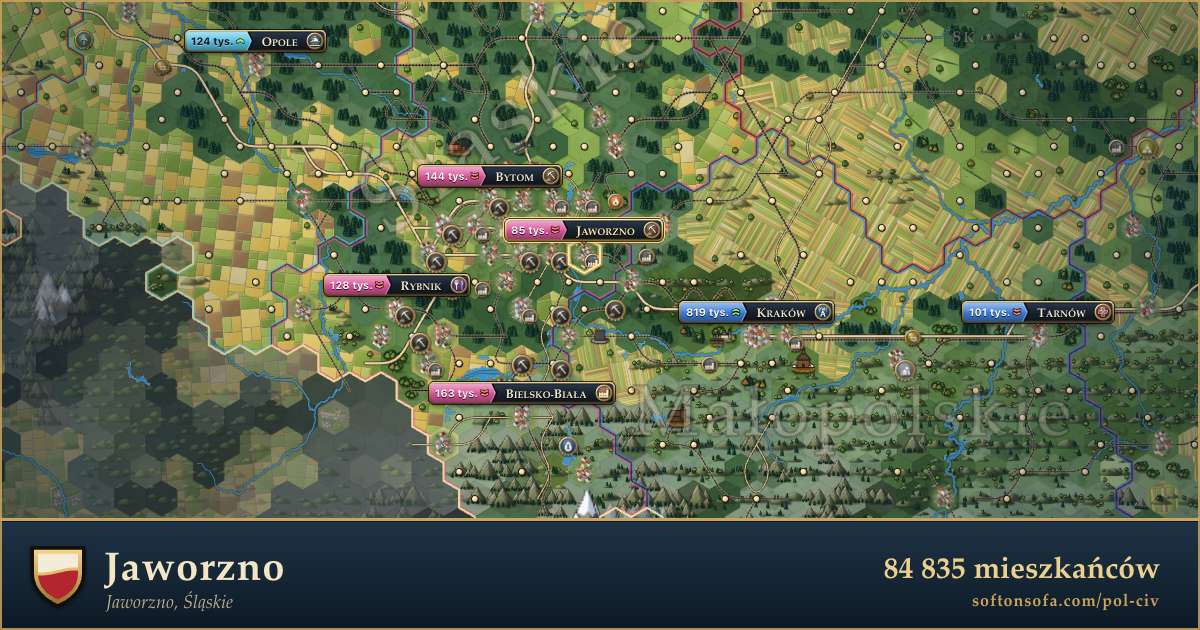 124 tys. OPOLE
SK
Śląskie
144 tys. BYTOM
85 tys. JAWORZNO
128 tys. RYBNIK
819 tys. KRAKÓW
101 tys. TARNÓW
163 tys. BIELSKO-BIAŁA
Małopolskie
Jaworzno
Jaworzno, Śląskie
84 835 mieszkańców
softonsofa.com/pol-civ